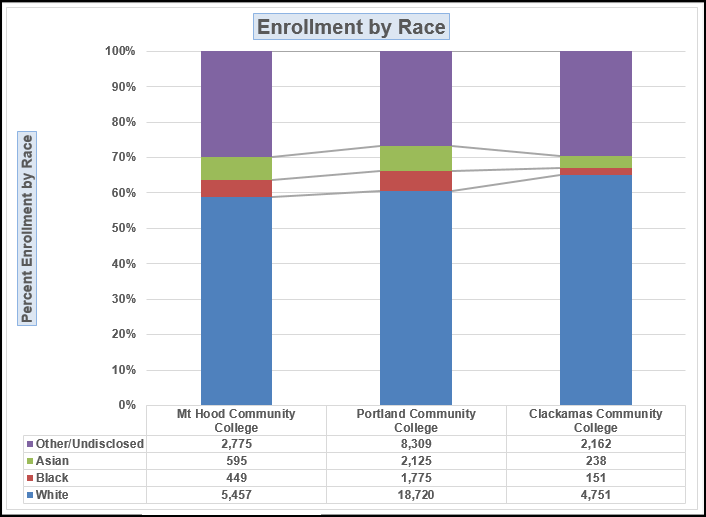 Enrollment by Race
Percent Enrollment by Race
100%
90%
80%
70%
60%
50%
40%
30%
20%
10%
0%
Mt Hood Community College
Portland Community College
Clackamas Community College
Other/Undisclosed 2,775 8,309 2,162
Asian 595 2,125 238
Black 449 1,775 151
White 5,457 18,720 4,751